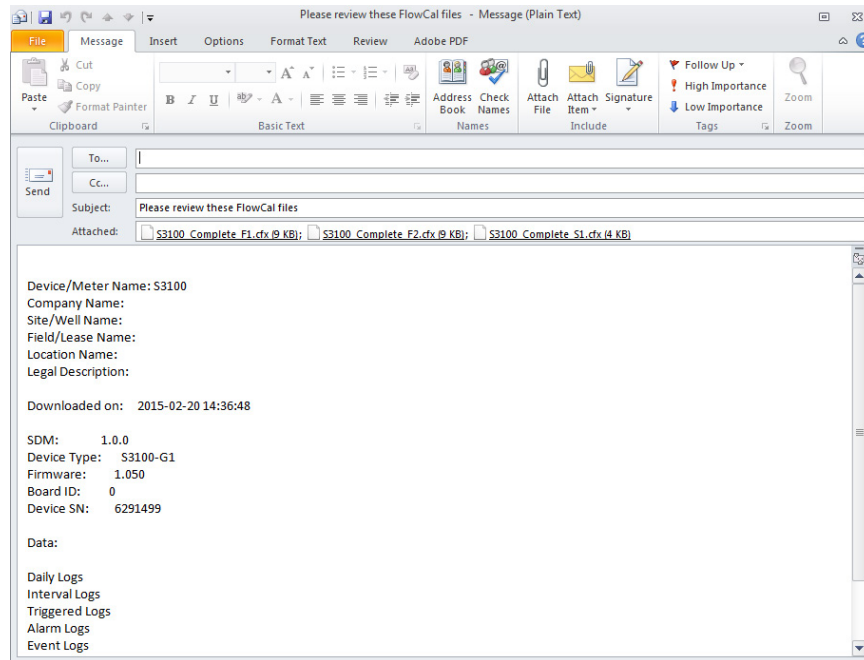 Please review these FlowCal files - Message (Plain Text)
File Message Insert Options Format Text Review Adobe PDF
Cut
Copy
Format Painter
Paste
Clipboard
B I U
Basic Text
Address Book
Check Names
Names
Attach File
Attach Item
Signature
Include
Follow Up
High Importance
Low Importance
Tags
Zoom
Zoom
Send
To...
Cc...
Subject: Please review these FlowCal files
Attached: S3100_Complete_F1.cfx (9 KB); S3100_Complete_F2.cfx (9 KB); S3100_Complete_S1.cfx (4 KB)
Device/Meter Name: S3100
Company Name:
Site/Well Name:
Field/Lease Name:
Location Name:
Legal Description:
Downloaded on: 2015-02-20 14:36:48
SDM: 1.0.0
Device Type: S3100-G1
Firmware: 1.050
Board ID: 0
Device SN: 6291499
Data:
Daily Logs
Interval Logs
Triggered Logs
Alarm Logs
Event Logs